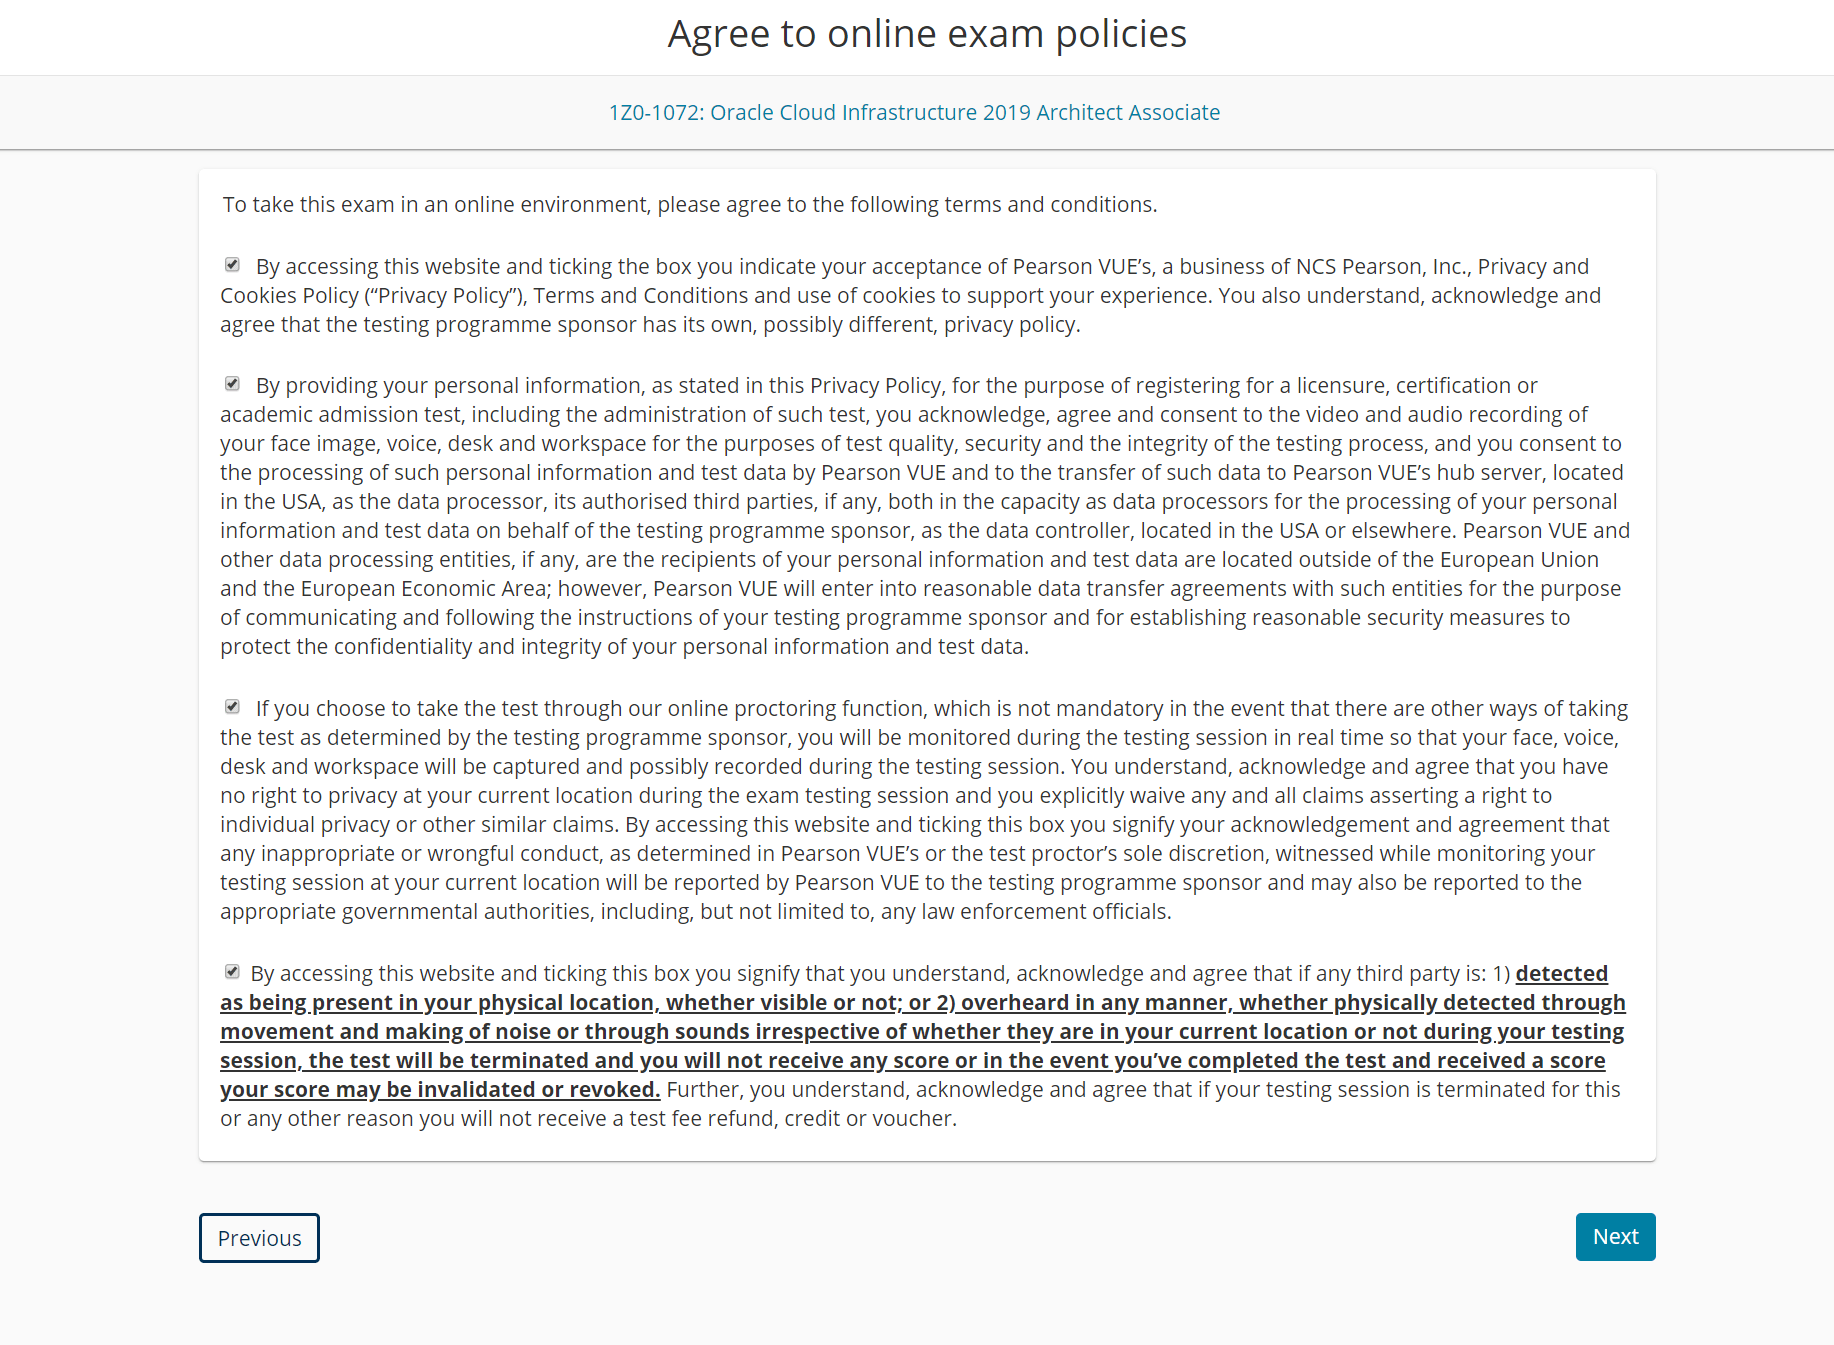 Agree to online exam policies
1Z0-1072: Oracle Cloud Infrastructure 2019 Architect Associate
To take this exam in an online environment, please agree to the following terms and conditions.
By accessing this website and ticking the box you indicate your acceptance of Pearson VUE’s, a business of NCS Pearson, Inc., Privacy and
Cookies Policy (“Privacy Policy”), Terms and Conditions and use of cookies to support your experience. You also understand, acknowledge and
agree that the testing programme sponsor has its own, possibly different, privacy policy.
By providing your personal information, as stated in this Privacy Policy, for the purpose of registering for a licensure, certification or
academic admission test, including the administration of such test, you acknowledge, agree and consent to the video and audio recording of
your face image, voice, desk and workspace for the purposes of test quality, security and the integrity of the testing process, and you consent to
the processing of such personal information and test data by Pearson VUE and to the transfer of such data to Pearson VUE’s hub server, located
in the USA, as the data processor, its authorised third parties, if any, both in the capacity as data processors for the processing of your personal
information and test data on behalf of the testing programme sponsor, as the data controller, located in the USA or elsewhere. Pearson VUE and
other data processing entities, if any, are the recipients of your personal information and test data are located outside of the European Union
and the European Economic Area; however, Pearson VUE will enter into reasonable data transfer agreements with such entities for the purpose
of communicating and following the instructions of your testing programme sponsor and for establishing reasonable security measures to
protect the confidentiality and integrity of your personal information and test data.
If you choose to take the test through our online proctoring function, which is not mandatory in the event that there are other ways of taking
the test as determined by the testing programme sponsor, you will be monitored during the testing session in real time so that your face, voice,
desk and workspace will be captured and possibly recorded during the testing session. You understand, acknowledge and agree that you have
no right to privacy at your current location during the exam testing session and you explicitly waive any and all claims asserting a right to
individual privacy or other similar claims. By accessing this website and ticking this box you signify your acknowledgement and agreement that
any inappropriate or wrongful conduct, as determined in Pearson VUE’s or the test proctor’s sole discretion, witnessed while monitoring your
testing session at your current location will be reported by Pearson VUE to the testing programme sponsor and may also be reported to the
appropriate governmental authorities, including, but not limited to, any law enforcement officials.
By accessing this website and ticking this box you signify that you understand, acknowledge and agree that if any third party is: 1) detected
as being present in your physical location, whether visible or not; or 2) overheard in any manner, whether physically detected through
movement and making of noise or through sounds irrespective of whether they are in your current location or not during your testing
session, the test will be terminated and you will not receive any score or in the event you’ve completed the test and received a score
your score may be invalidated or revoked. Further, you understand, acknowledge and agree that if your testing session is terminated for this
or any other reason you will not receive a test fee refund, credit or voucher.
Previous
Next